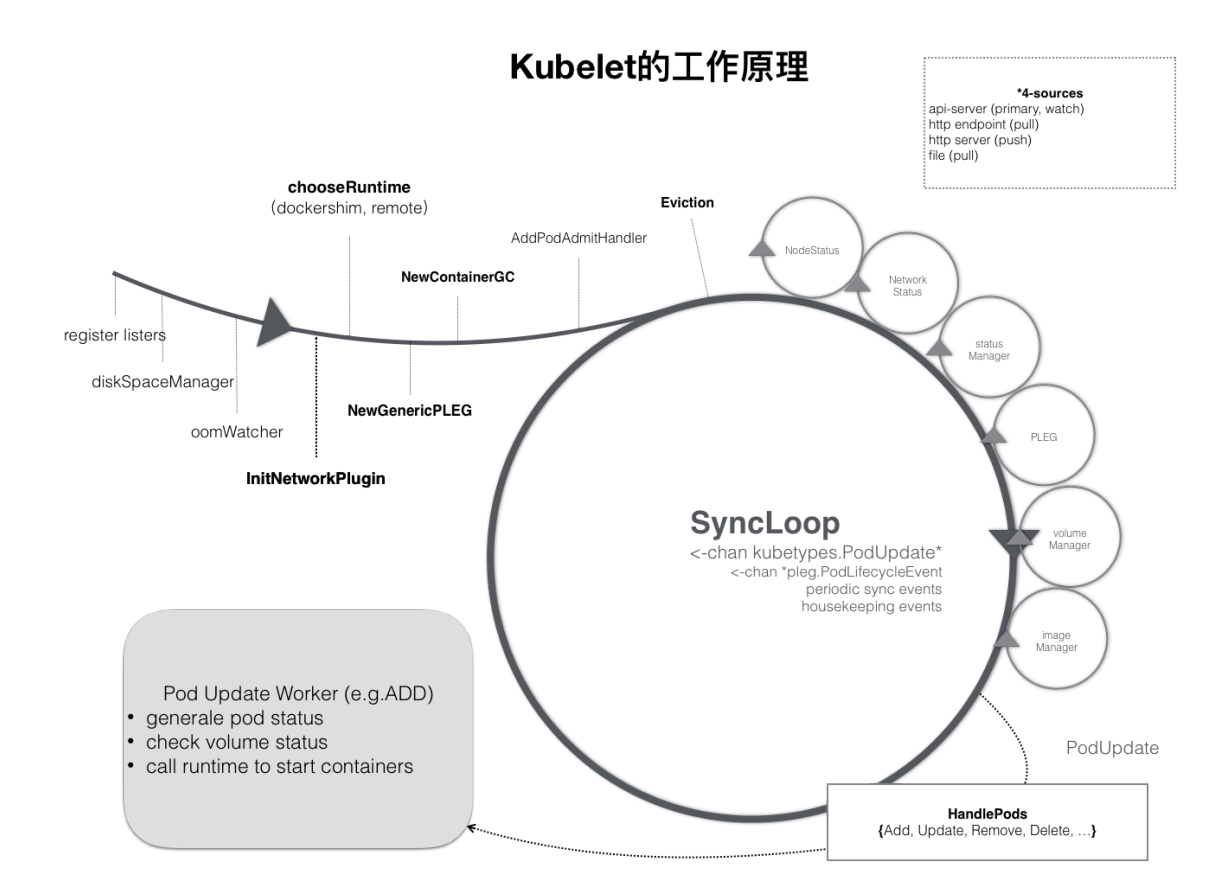 Kubelet的工作原理
*4-sources
api-server (primary, watch)
http endpoint (pull)
http server (push)
file (pull)
chooseRuntime
(dockershim, remote)
Eviction
AddPodAdmitHandler
NewContainerGC
register listers
diskSpaceManager
oomWatcher
NewGenericPLEG
InitNetworkPlugin
NodeStatus
Network
Status
status
Manager
PLEG
volume
Manager
image
Manager
SyncLoop
<-chan kubetypes.PodUpdate*
<-chan *pleg.PodLifecycleEvent
periodic sync events
housekeeping events
Pod Update Worker (e.g.ADD)
• generale pod status
• check volume status
• call runtime to start containers
PodUpdate
HandlePods
{Add, Update, Remove, Delete, …}